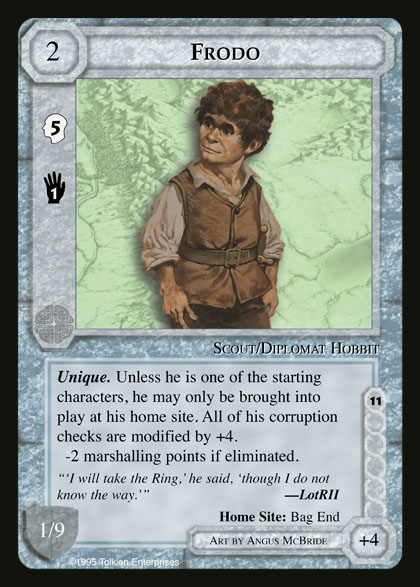 2
FRODO
5
1
SCOUT/DIPLOMAT HOBBIT
Unique. Unless he is one of the starting
characters, he may only be brought into
play at his home site. All of his corruption
checks are modified by +4.
-2 marshalling points if eliminated.
“‘I will take the Ring,’ he said, ‘though I do not
know the way.’” —LotRII
11
Home Site: Bag End
1/9
ART BY ANGUS MCBRIDE
+4
©1995 Tolkien Enterprises